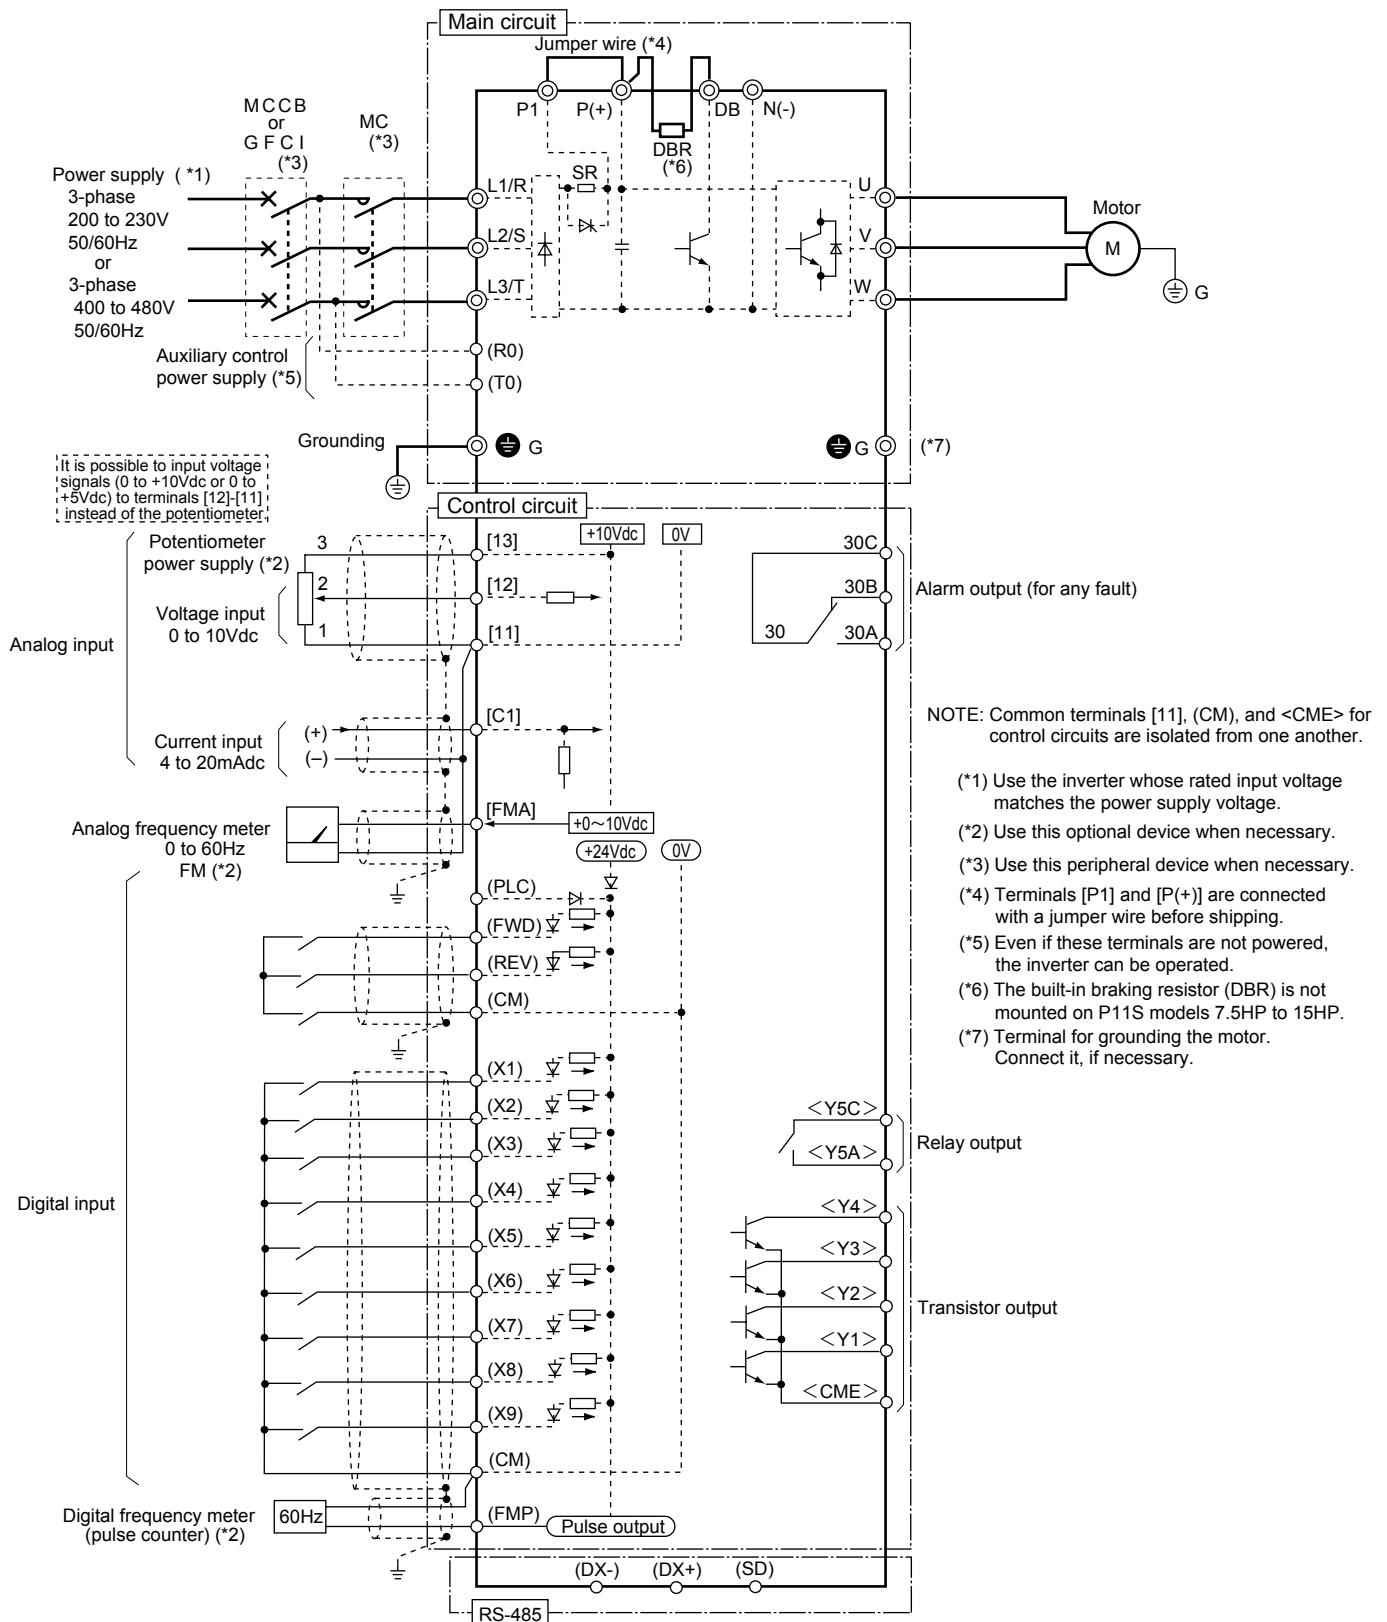 Main circuit
Jumper wire (*4)
P1
P(+)
DB
N(-)
DBR
(*6)
MCCB
or
GFCI
(*3)
MC
(*3)
Power supply (*1)
3-phase
200 to 230V
50/60Hz
or
3-phase
400 to 480V
50/60Hz
L1/R
L2/S
L3/T
SR
U
V
W
Motor
M
G
Auxiliary control
power supply (*5)
(R0)
(T0)
Grounding
G
G
(*7)
It is possible to input voltage
signals (0 to +10Vdc or 0 to
+5Vdc) to terminals [12]-[11]
instead of the potentiometer.
Control circuit
Analog input
Potentiometer
power supply (*2)
Voltage input
0 to 10Vdc
3
2
1
[13]
[12]
[11]
+10Vdc
0V
30C
30B
30
30A
Alarm output (for any fault)
Current input
4 to 20mAdc
(+)
(–)
[C1]
Analog frequency meter
0 to 60Hz
FM (*2)
[FMA]
+0～10Vdc
+24Vdc
0V
NOTE: Common terminals [11], (CM), and <CME> for
control circuits are isolated from one another.
(*1) Use the inverter whose rated input voltage
matches the power supply voltage.
(*2) Use this optional device when necessary.
(*3) Use this peripheral device when necessary.
(*4) Terminals [P1] and [P(+)] are connected
with a jumper wire before shipping.
(*5) Even if these terminals are not powered,
the inverter can be operated.
(*6) The built-in braking resistor (DBR) is not
mounted on P11S models 7.5HP to 15HP.
(*7) Terminal for grounding the motor.
Connect it, if necessary.
Digital input
(PLC)
(FWD)
(REV)
(CM)
(X1)
(X2)
(X3)
(X4)
(X5)
(X6)
(X7)
(X8)
(X9)
(CM)
<Y5C>
<Y5A>
Relay output
<Y4>
<Y3>
<Y2>
<Y1>
<CME>
Transistor output
Digital frequency meter
(pulse counter) (*2)
60Hz
(FMP)
Pulse output
(DX-)
(DX+)
(SD)
RS-485